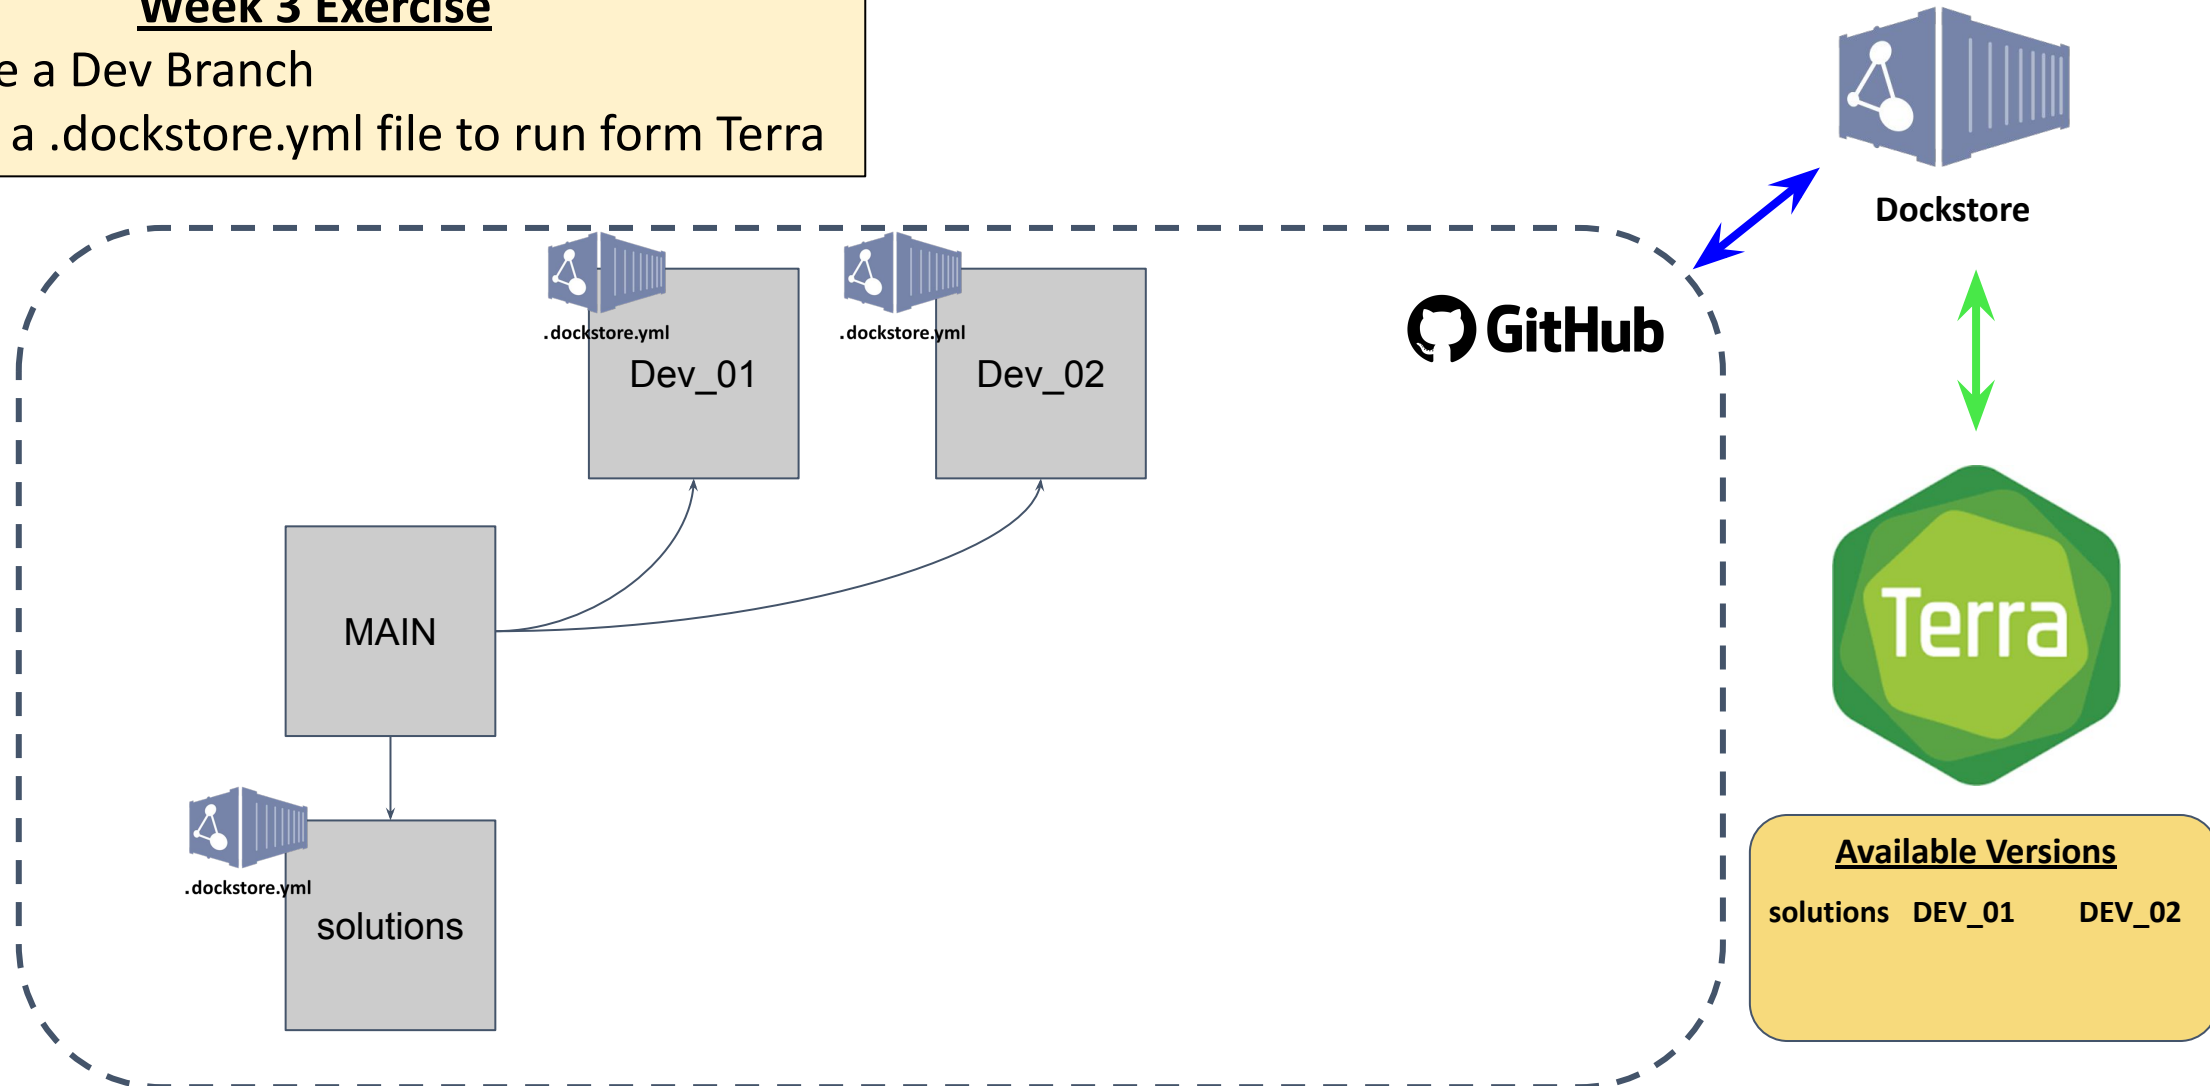 Week 3 Exercise
e a Dev Branch
a .dockstore.yml file to run form Terra
Dockstore
.dockstore.yml
.dockstore.yml
GitHub
Dev_01
Dev_02
MAIN
Terra
.dockstore.yml
solutions
Available Versions
solutions DEV_01 DEV_02